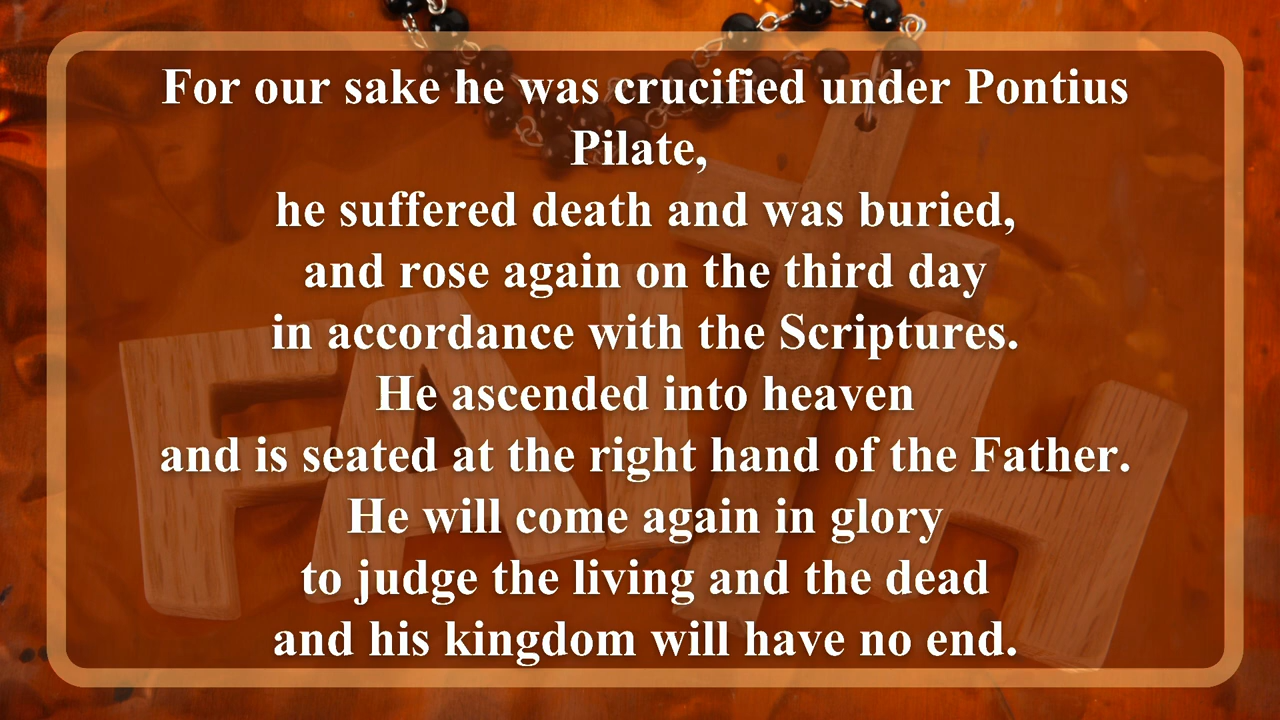 For our sake he was crucified under Pontius
Pilate,
he suffered death and was buried,
and rose again on the third day
in accordance with the Scriptures.
He ascended into heaven
and is seated at the right hand of the Father.
He will come again in glory
to judge the living and the dead
and his kingdom will have no end.
FAITH